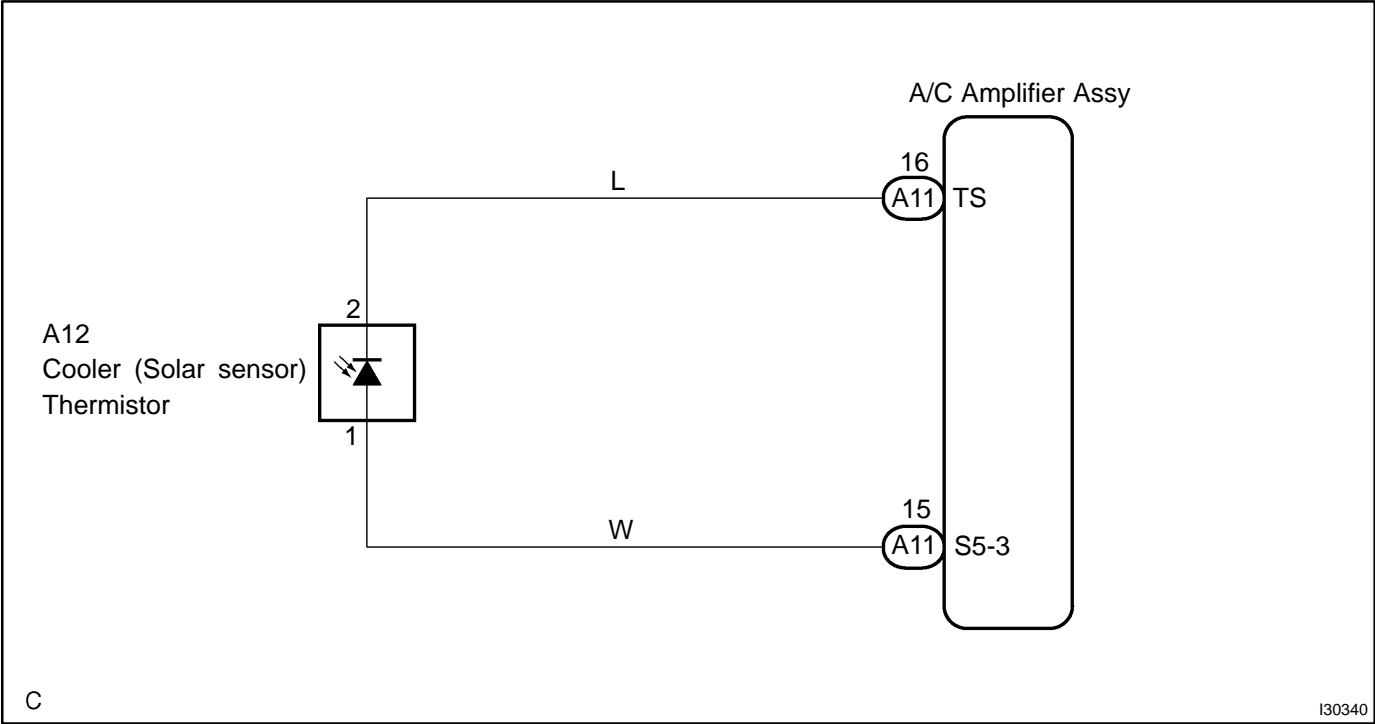 A/C Amplifier Assy
16
L
A11 TS
2
A12
Cooler (Solar sensor)
Thermistor
1
15
W
A11 S5-3
C
I30340